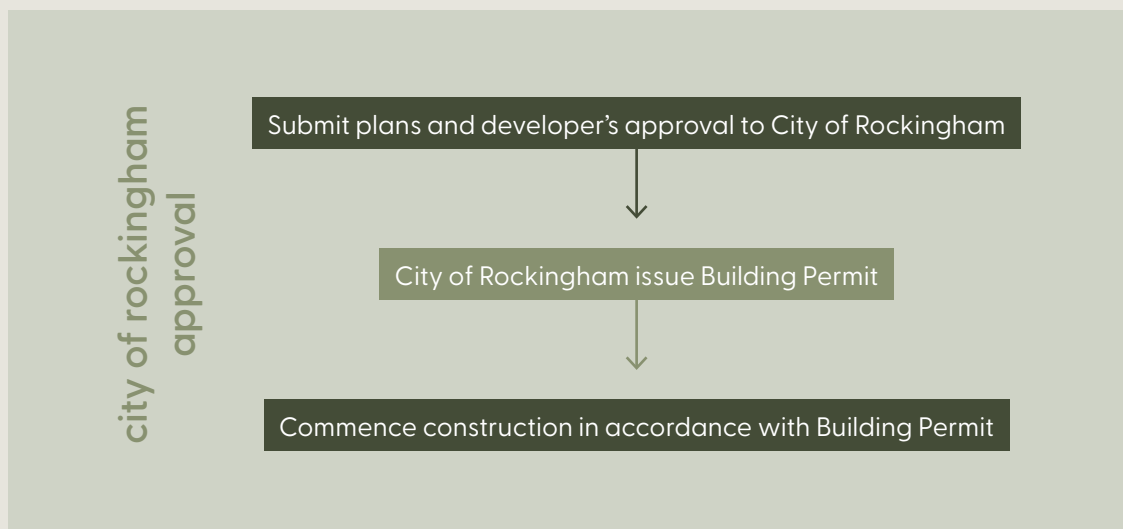 city of rockingham
approval
Submit plans and developer’s approval to City of Rockingham
City of Rockingham issue Building Permit
Commence construction in accordance with Building Permit